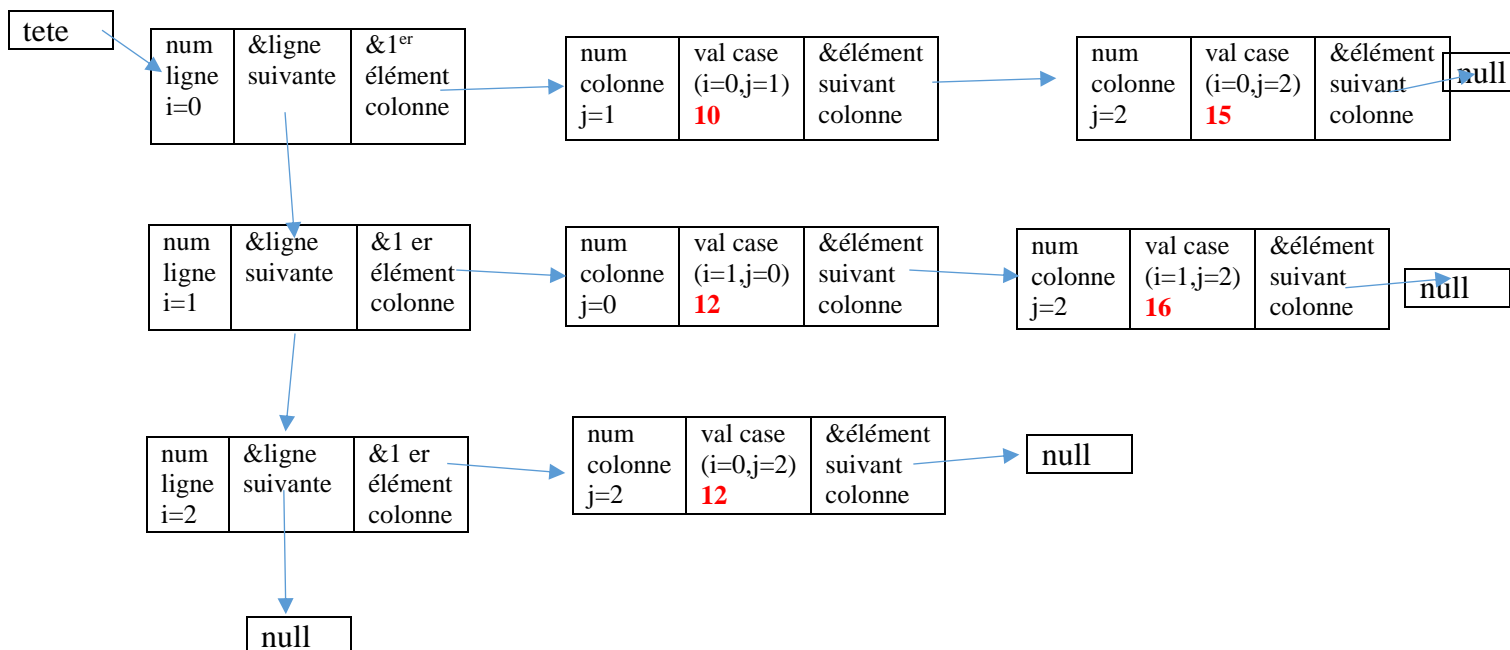 tete
num
ligne
i=0
&ligne
suivante
&1er
élément
colonne
num
colonne
j=1
val case
(i=0,j=1)
10
&élément
suivant
colonne
num
colonne
j=2
val case
(i=0,j=2)
15
&élément
suivant
colonne
null
num
ligne
i=1
&ligne
suivante
&1 er
élément
colonne
num
colonne
j=0
val case
(i=1,j=0)
12
&élément
suivant
colonne
num
colonne
j=2
val case
(i=1,j=2)
16
&élément
suivant
colonne
null
num
ligne
i=2
&ligne
suivante
&1 er
élément
colonne
num
colonne
j=2
val case
(i=0,j=2)
12
&élément
suivant
colonne
null
null